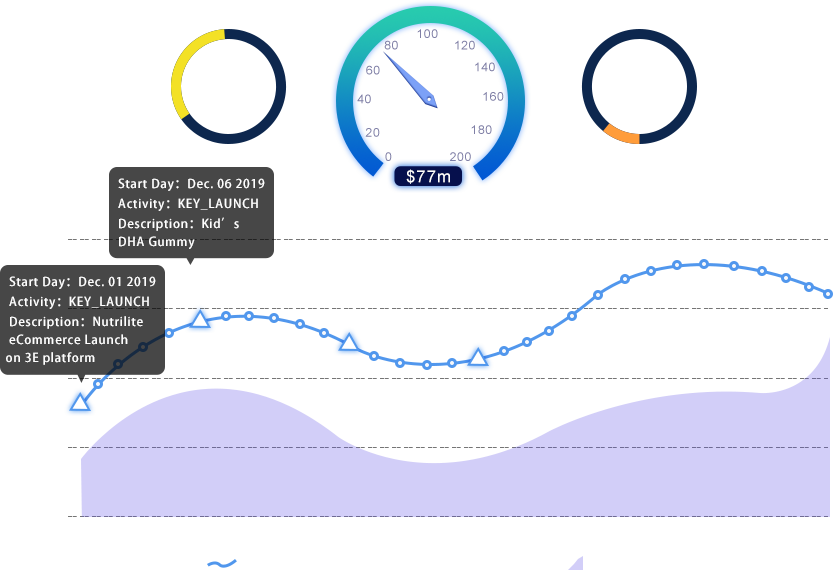 100
80
120
60
140
40
160
20
180
0
200
$77m
Start Day：Dec. 06 2019
Activity：KEY_LAUNCH
Description：Kid’s
DHA Gummy
Start Day：Dec. 01 2019
Activity：KEY_LAUNCH
Description：Nutrilite
eCommerce Launch
on 3E platform